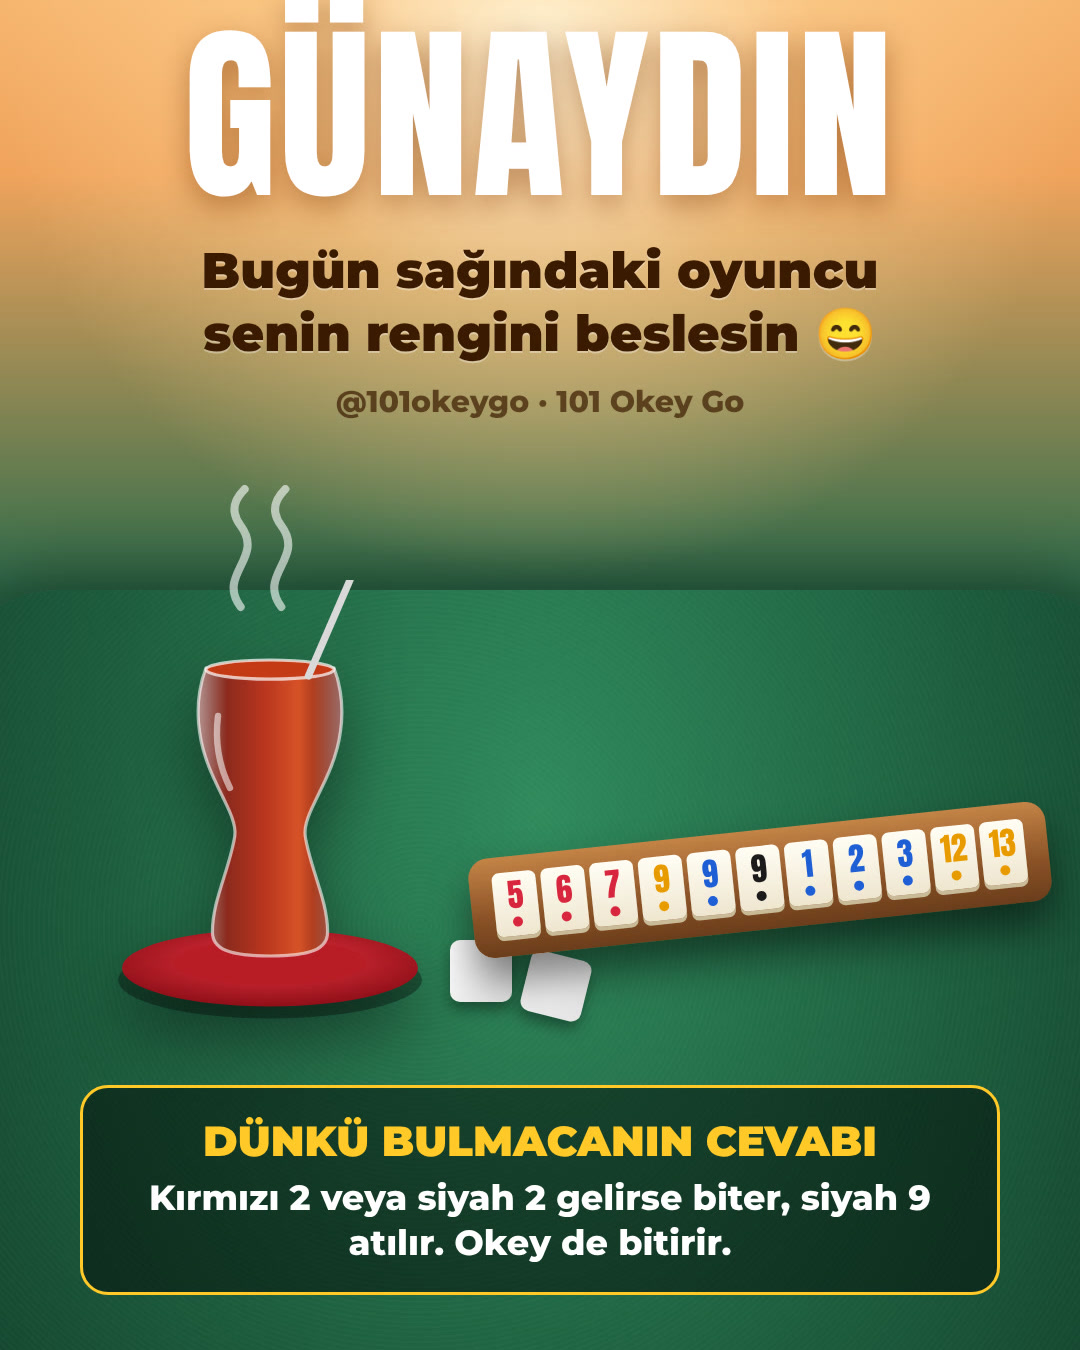 GÜNAYDIN
Bugün sağındaki oyuncu
senin rengini beslesin 😄
@101okeygo · 101 Okey Go
5 6 7 9 9 9 1 2 3 12 13
DÜNKÜ BULMACANIN CEVABI
Kırmızı 2 veya siyah 2 gelirse biter, siyah 9
atılır. Okey de bitirir.